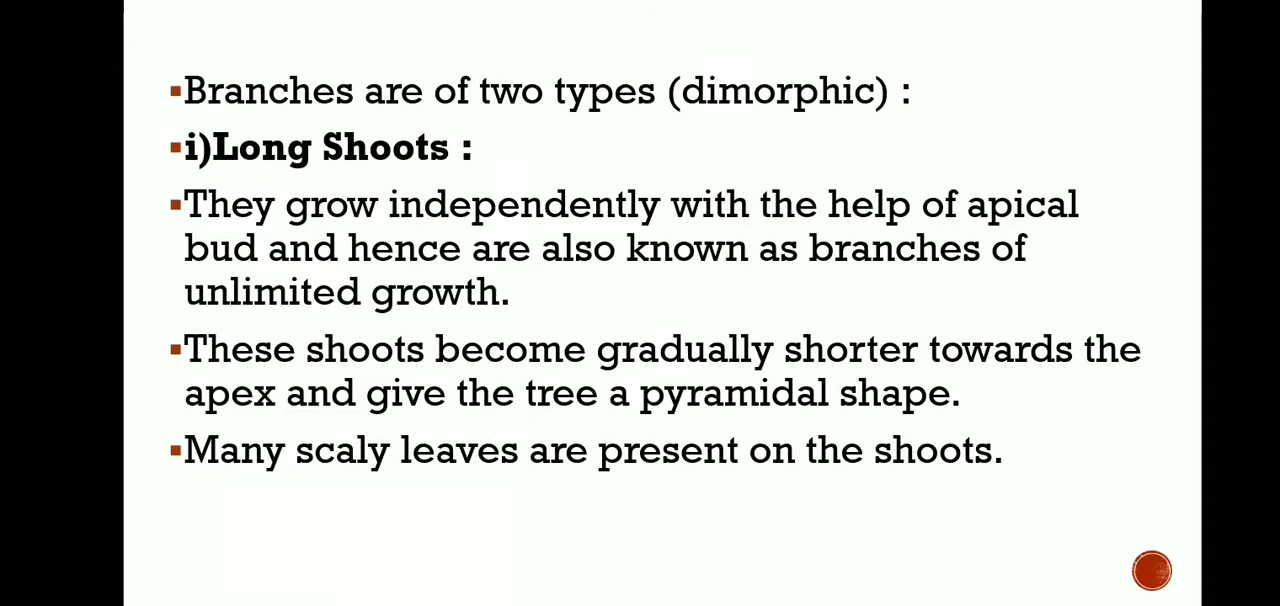 ▪Branches are of two types (dimorphic) :
▪i)Long Shoots :
▪They grow independently with the help of apical
bud and hence are also known as branches of
unlimited growth.
▪These shoots become gradually shorter towards the
apex and give the tree a pyramidal shape.
▪Many scaly leaves are present on the shoots.